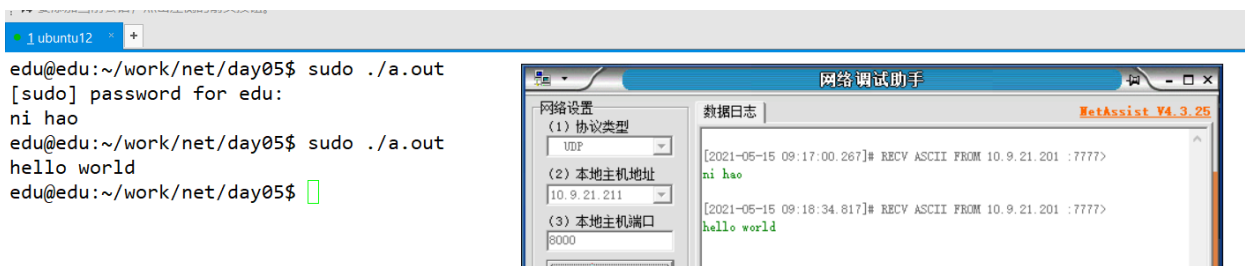 1 ubuntu12 × +
edu@edu:~/work/net/day05$ sudo ./a.out
[sudo] password for edu:
ni hao
edu@edu:~/work/net/day05$ sudo ./a.out
hello world
edu@edu:~/work/net/day05$
网络调试助手
网络设置
(1) 协议类型
UDP
(2) 本地主机地址
10.9.21.211
(3) 本地主机端口
8000
数据日志
NetAssist V4.3.25
[2021-05-15 09:17:00.267]# RECV ASCII FROM 10.9.21.201 :7777>
ni hao
[2021-05-15 09:18:34.817]# RECV ASCII FROM 10.9.21.201 :7777>
hello world